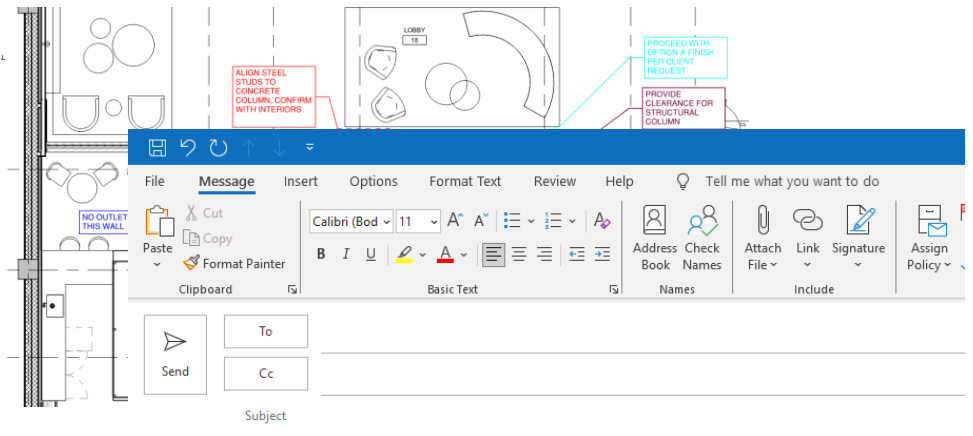 LOBBY
18
PROCEED WITH
OPTION A FINISH
PER CLIENT
REQUEST
ALIGN STEEL
STUDS TO
CONCRETE
COLUMN, CONFIRM
WITH INTERIORS
PROVIDE
CLEARANCE FOR
STRUCTURAL
COLUMN
L
NO OUTLET
THIS WALL
File Message Insert Options Format Text Review Help Tell me what you want to do
Paste
Cut
Copy
Format Painter
Clipboard
Calibri (Bod 11 A A
B I U A
Basic Text
Address Book
Check Names
Names
Attach File
Link
Signature
Include
Assign Policy
Send
To
Cc
Subject